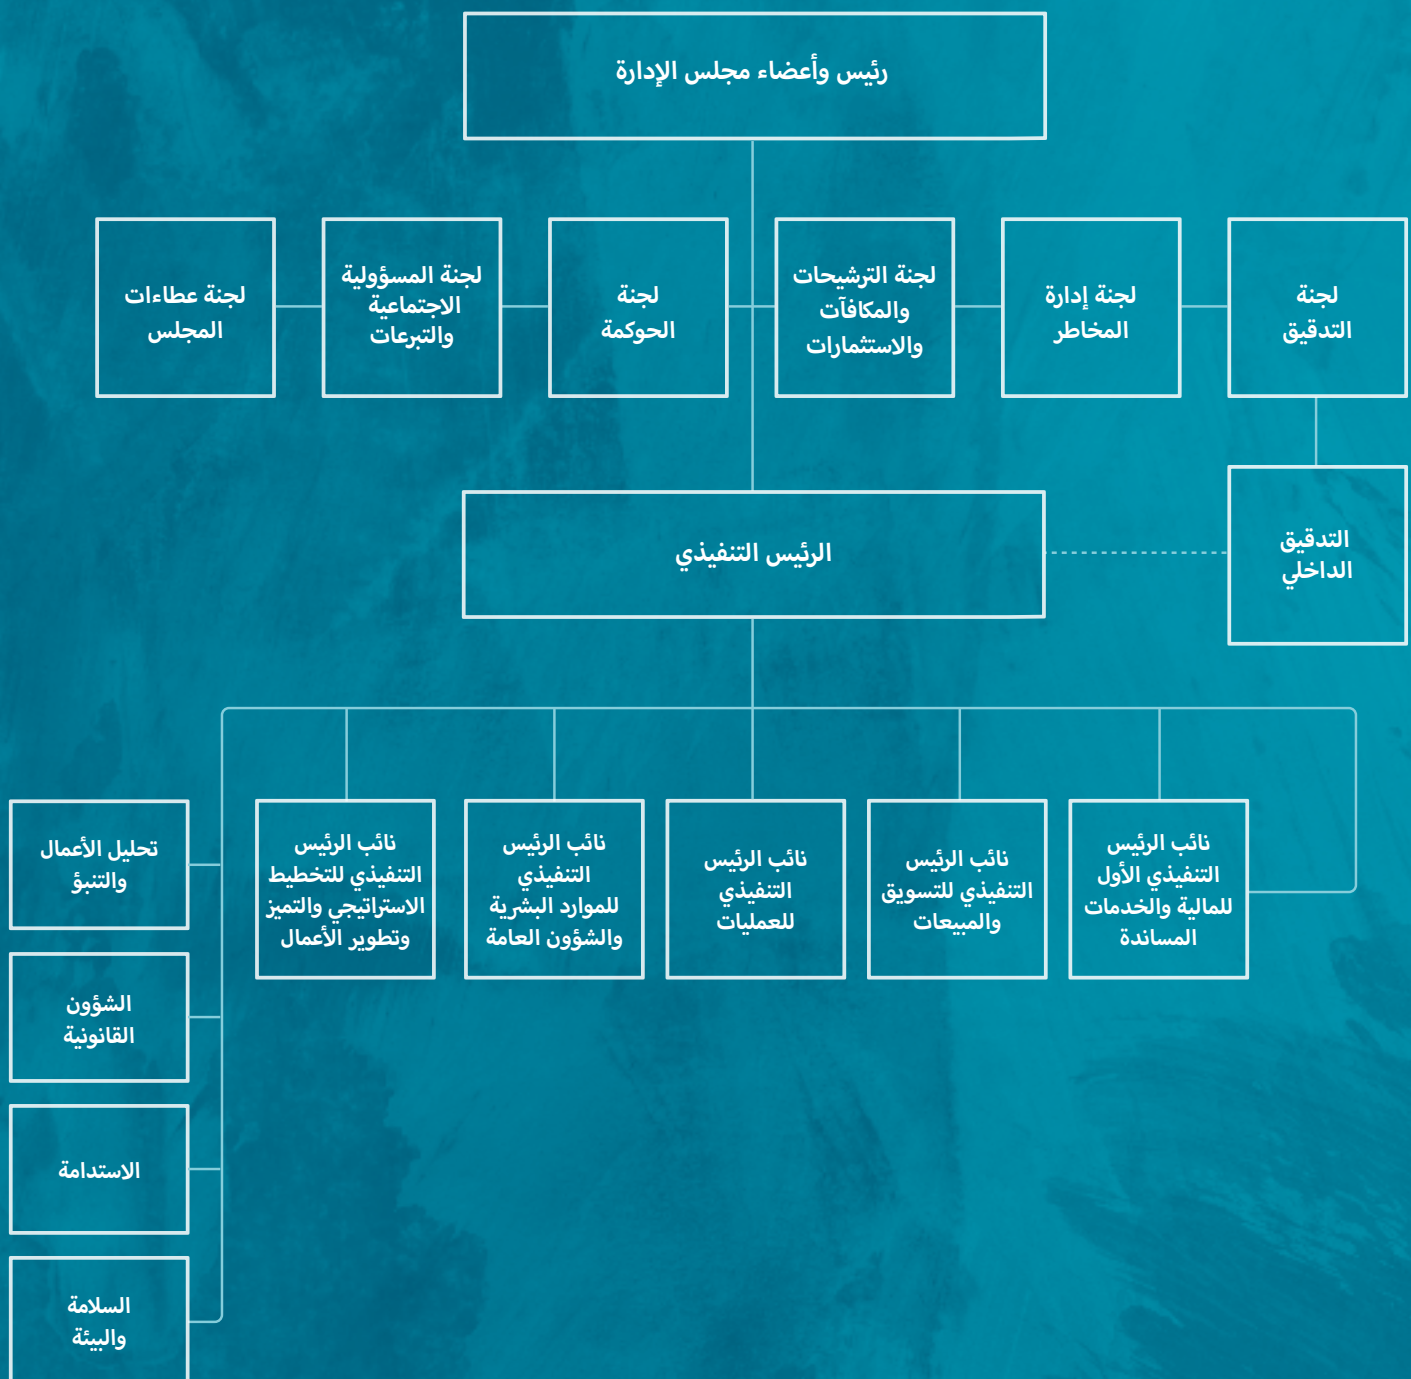 رئيس وأعضاء مجلس الإدارة
لجنة
التدقيق
لجنة إدارة
المخاطر
لجنة الترشيحات
والمكافآت
والاستثمارات
لجنة
الحوكمة
لجنة المسؤولية
الاجتماعية
والتبرعات
لجنة عطاءات
المجلس
التدقيق
الداخلي
الرئيس التنفيذي
نائب الرئيس
التنفيذي الأول
للمالية والخدمات
المساندة
نائب الرئيس
التنفيذي للتسويق
والمبيعات
نائب الرئيس
التنفيذي
للعمليات
نائب الرئيس
التنفيذي
للموارد البشرية
والشؤون العامة
نائب الرئيس
التنفيذي للتخطيط
الاستراتيجي والتميز
وتطوير الأعمال
تحليل الأعمال
والتنبؤ
الشؤون
القانونية
الاستدامة
السلامة
والبيئة